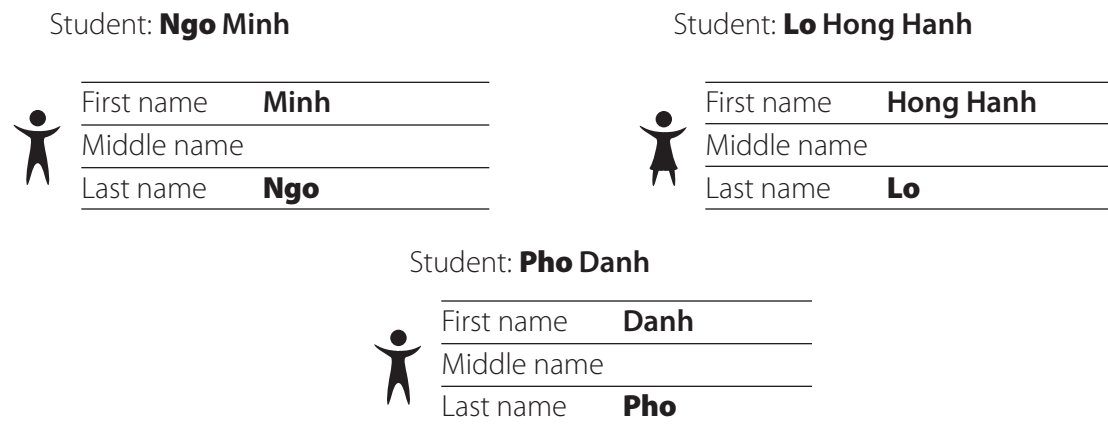 Student: Ngo Minh
First name Minh
Middle name
Last name Ngo
Student: Lo Hong Hanh
First name Hong Hanh
Middle name
Last name Lo
Student: Pho Danh
First name Danh
Middle name
Last name Pho